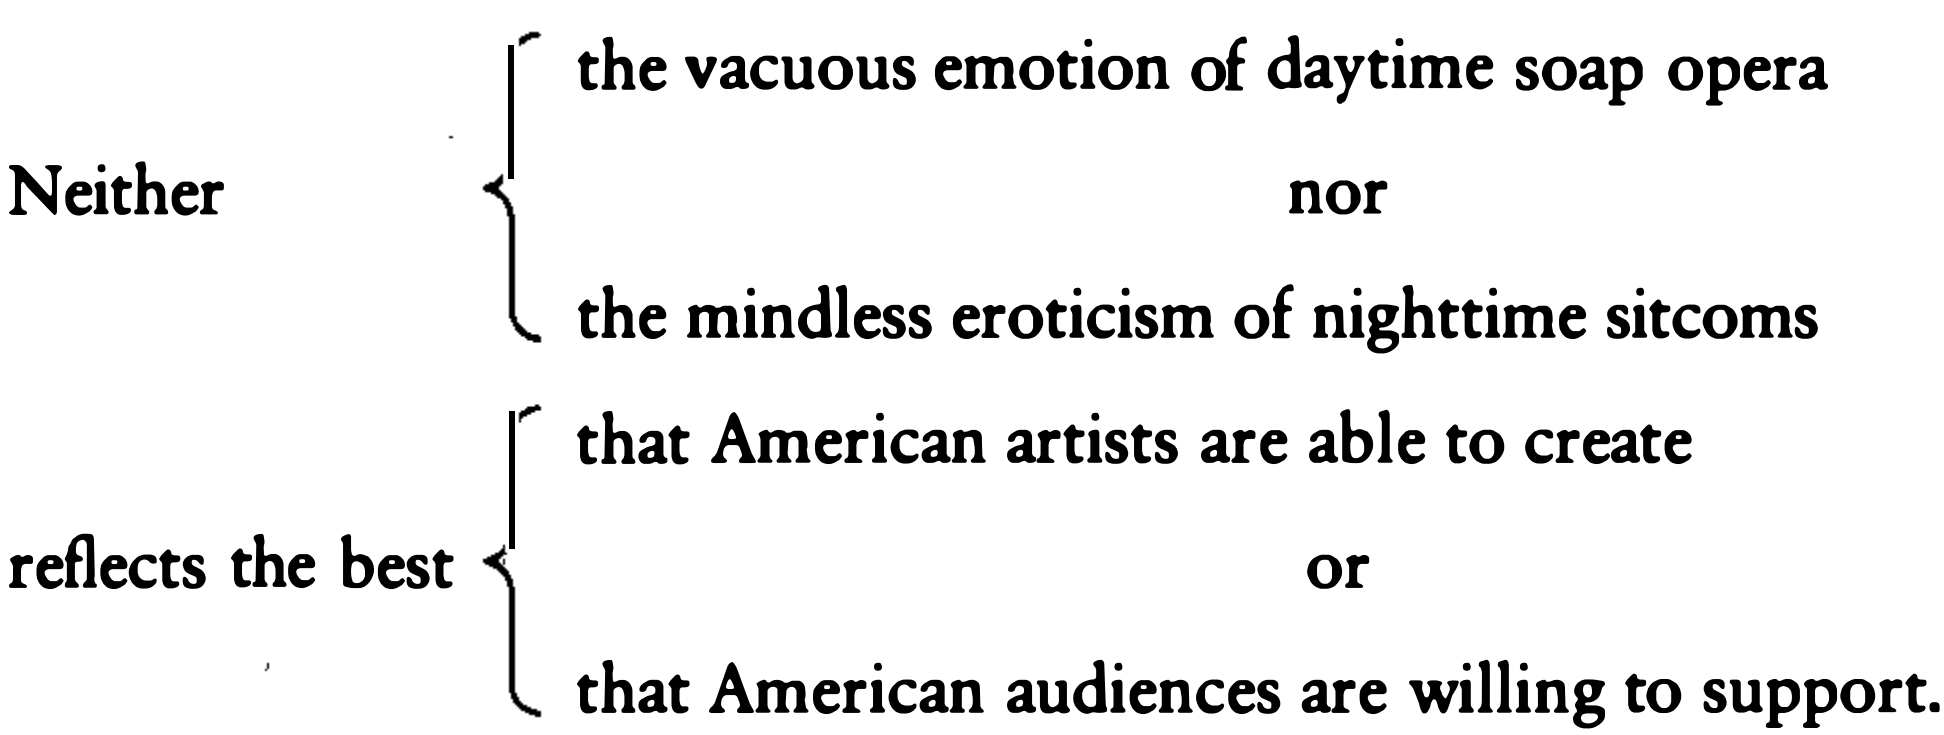 the vacuous emotion of daytime soap opera
Neither nor
the mindless eroticism of nighttime sitcoms
that American artists are able to create
reflects the best or
that American audiences are willing to support.